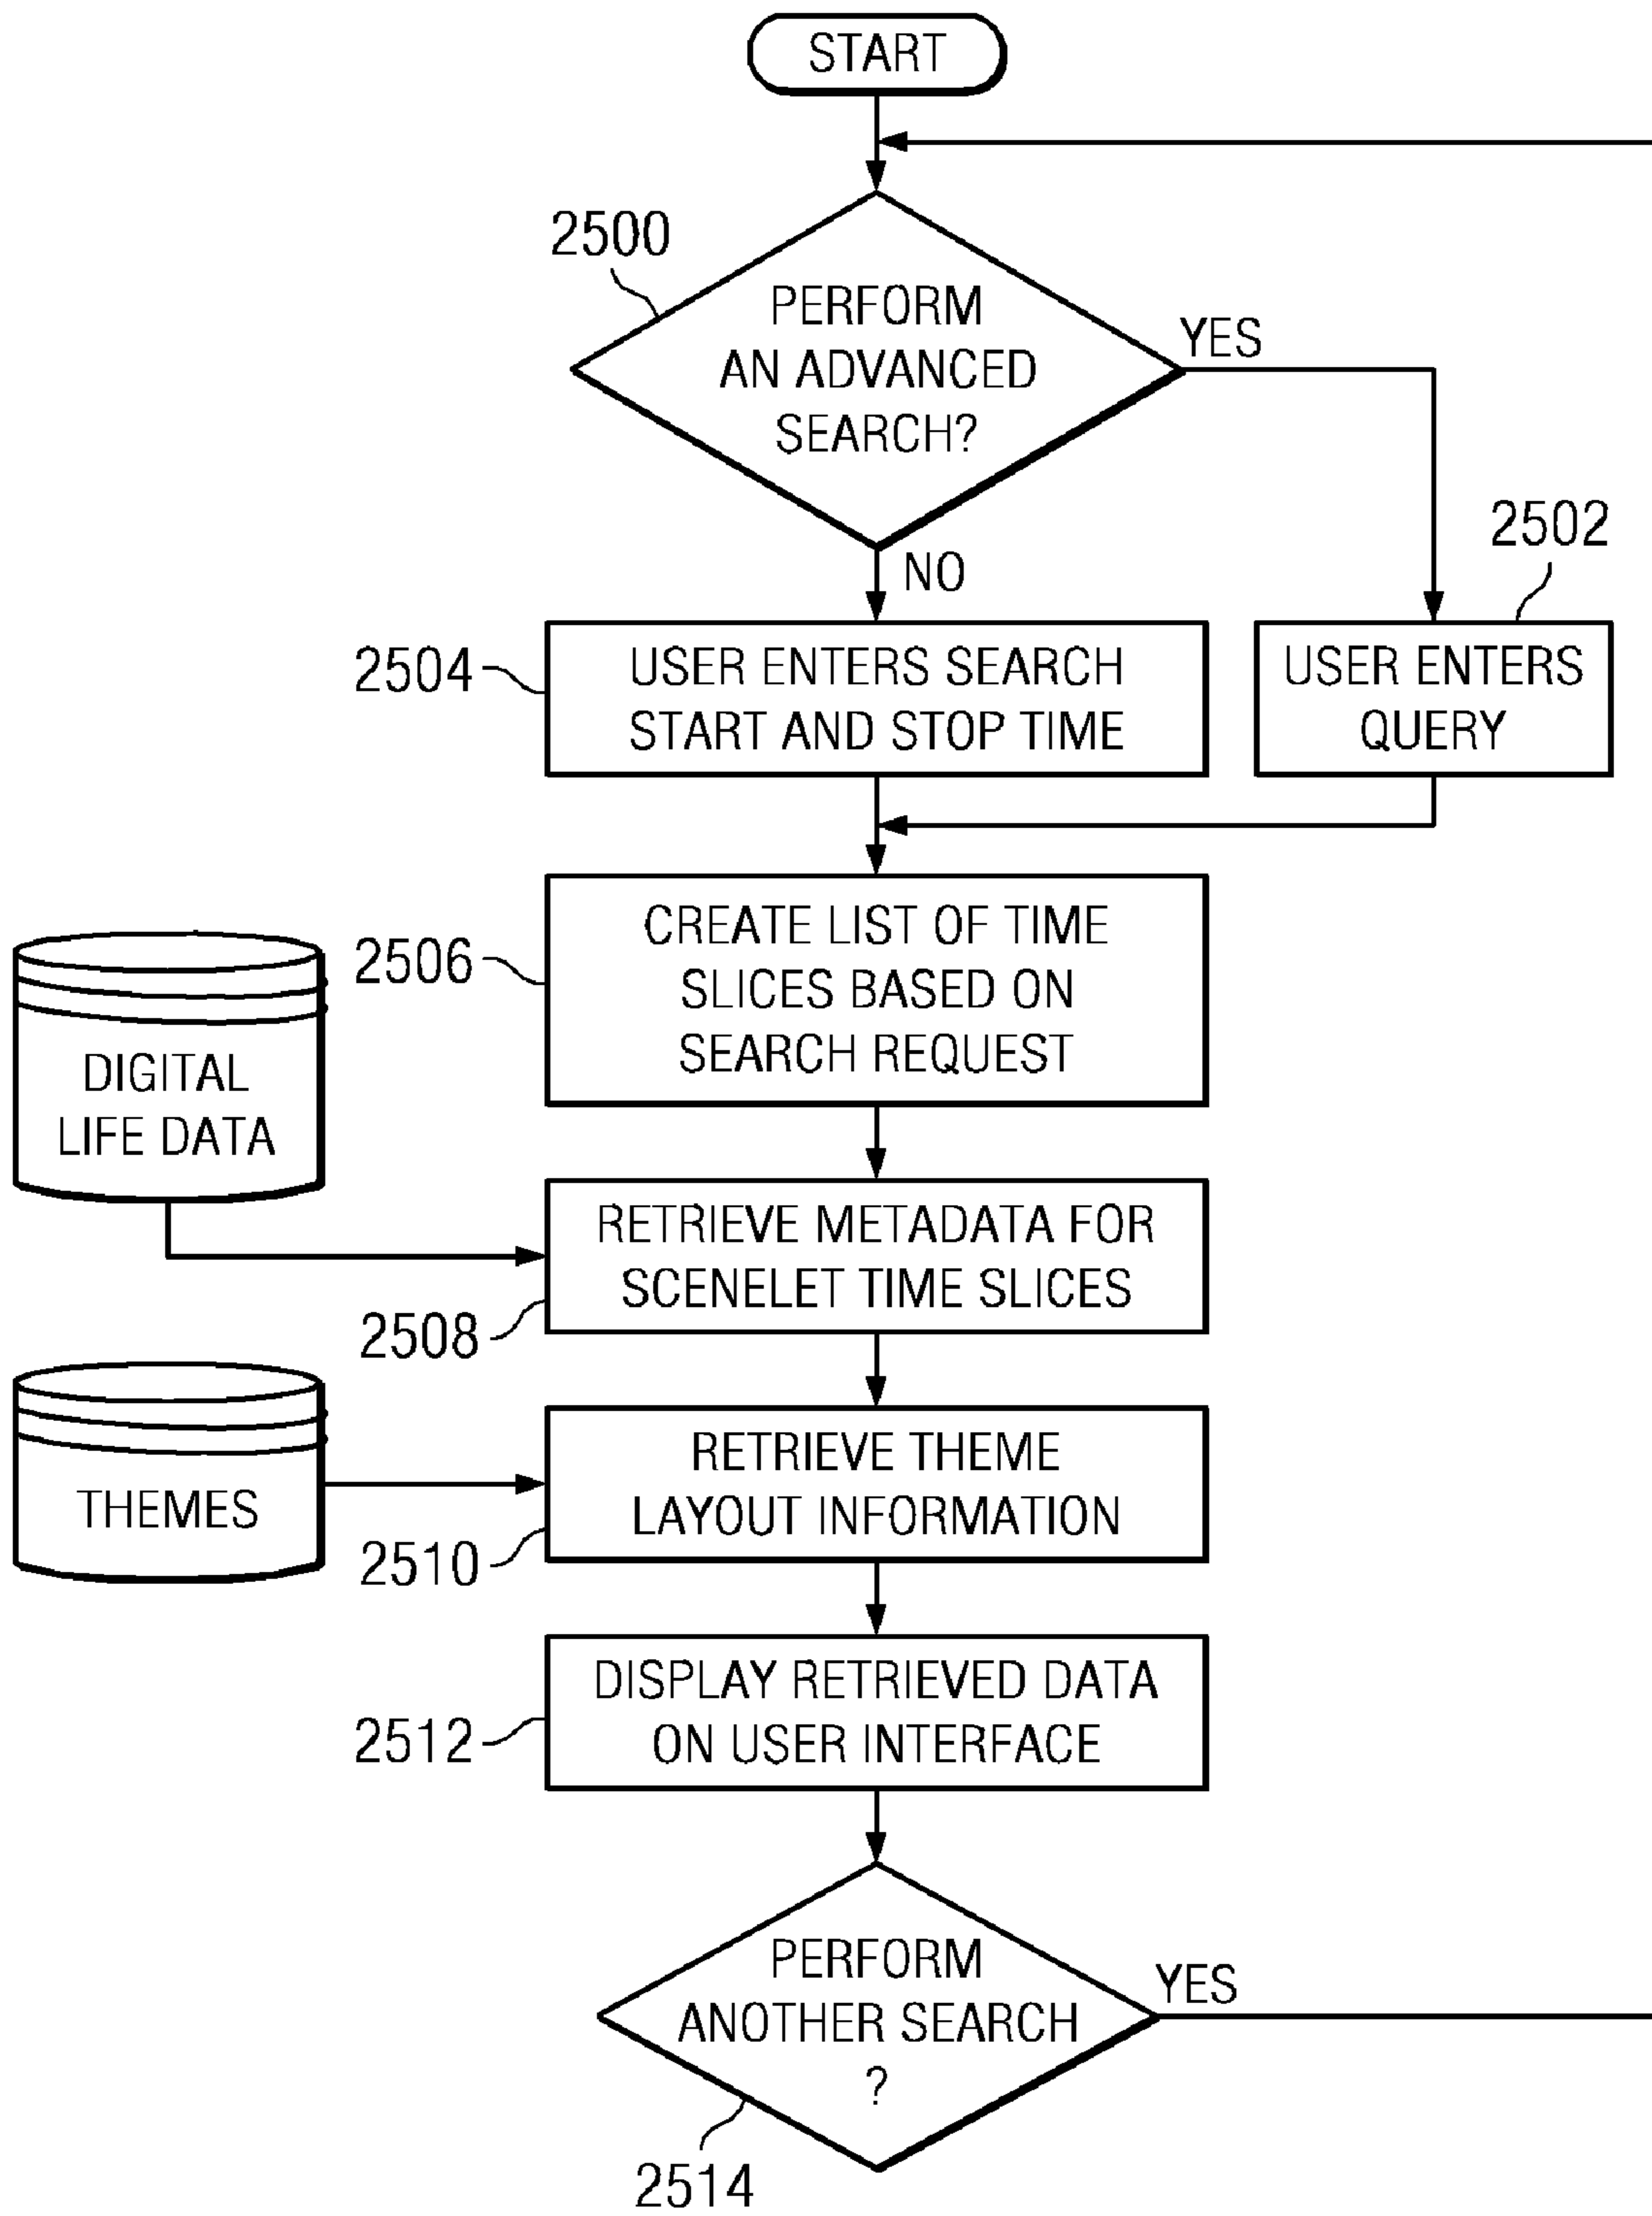 START
2500
PERFORM
AN ADVANCED
SEARCH?
YES
NO
2502
2504
USER ENTERS SEARCH
START AND STOP TIME
USER ENTERS
QUERY
2506
CREATE LIST OF TIME
SLICES BASED ON
SEARCH REQUEST
DIGITAL
LIFE DATA
RETRIEVE METADATA FOR
SCENELET TIME SLICES
2508
THEMES
RETRIEVE THEME
LAYOUT INFORMATION
2510
DISPLAY RETRIEVED DATA
ON USER INTERFACE
2512
PERFORM
ANOTHER SEARCH
?
YES
2514